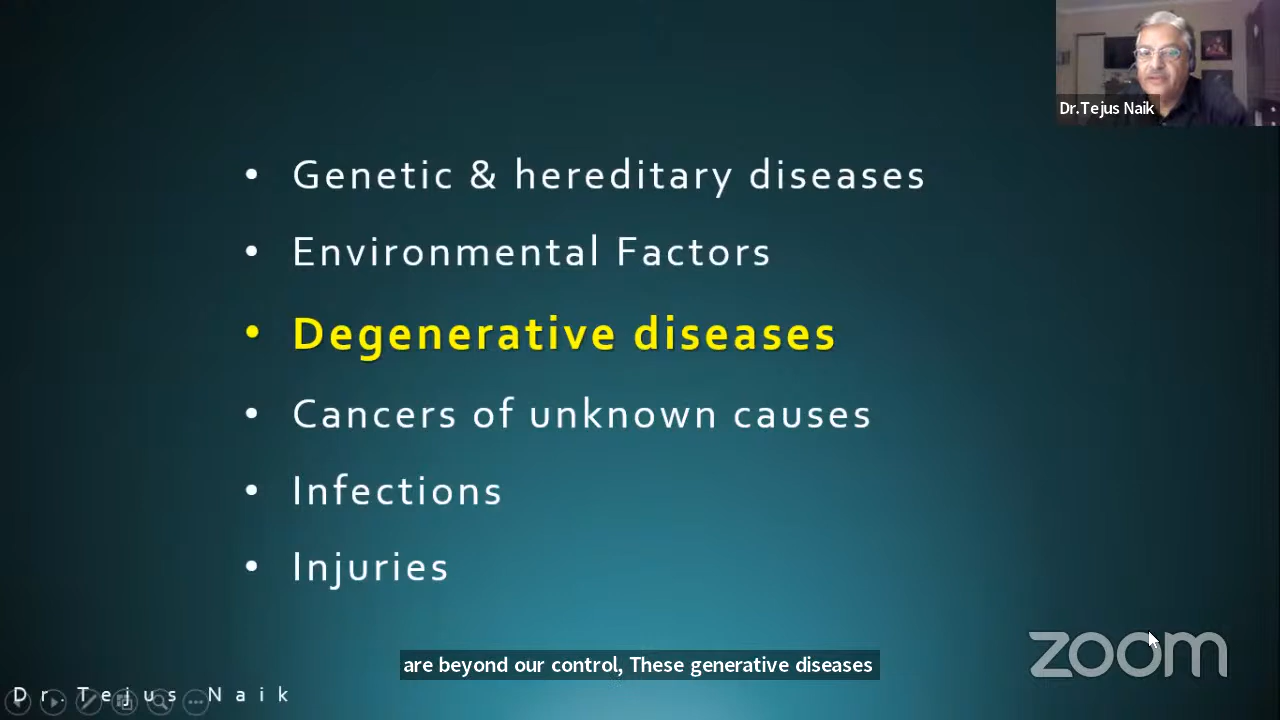 Dr.Tejus Naik
• Genetic & hereditary diseases
• Environmental Factors
• Degenerative diseases
• Cancers of unknown causes
• Infections
• Injuries
zoom
are beyond our control, These generative diseases
Dr. Tejus Naik